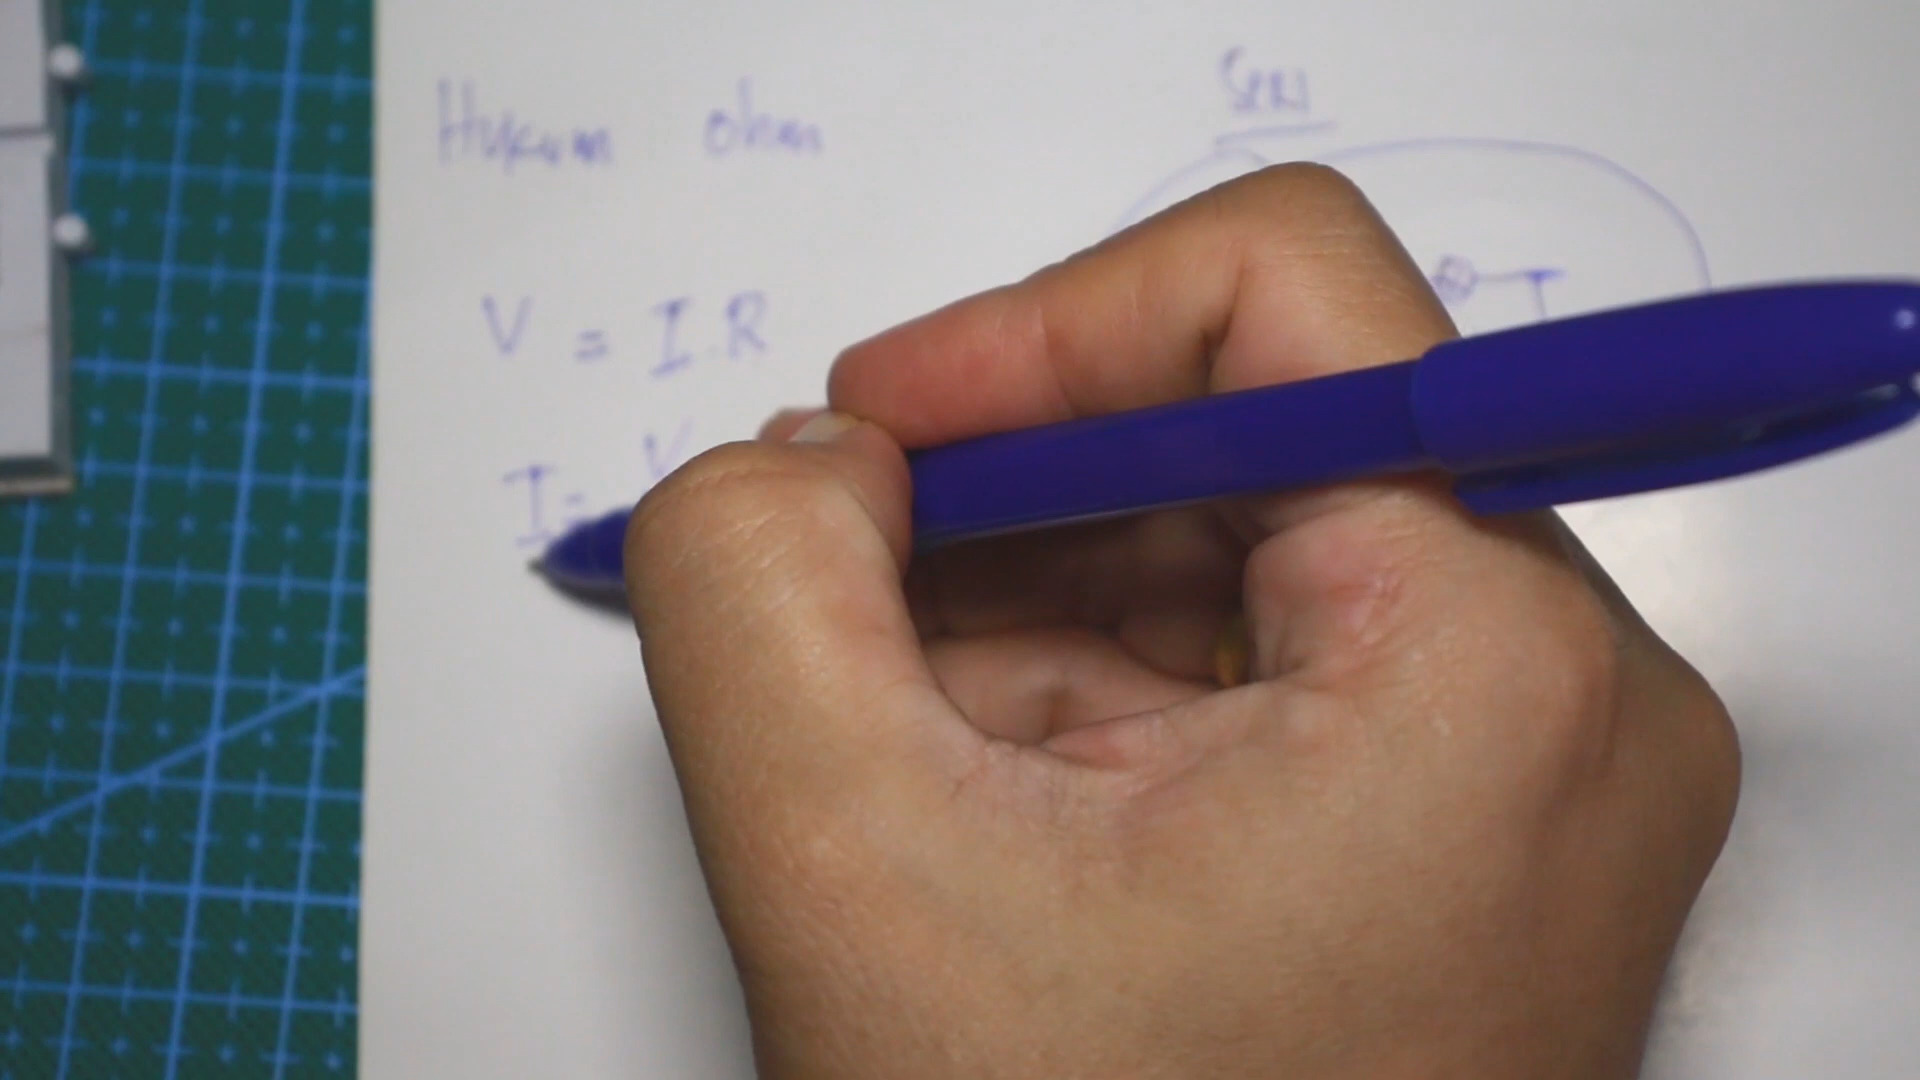 Hukum ohm
SERI
V = I.R
I = V